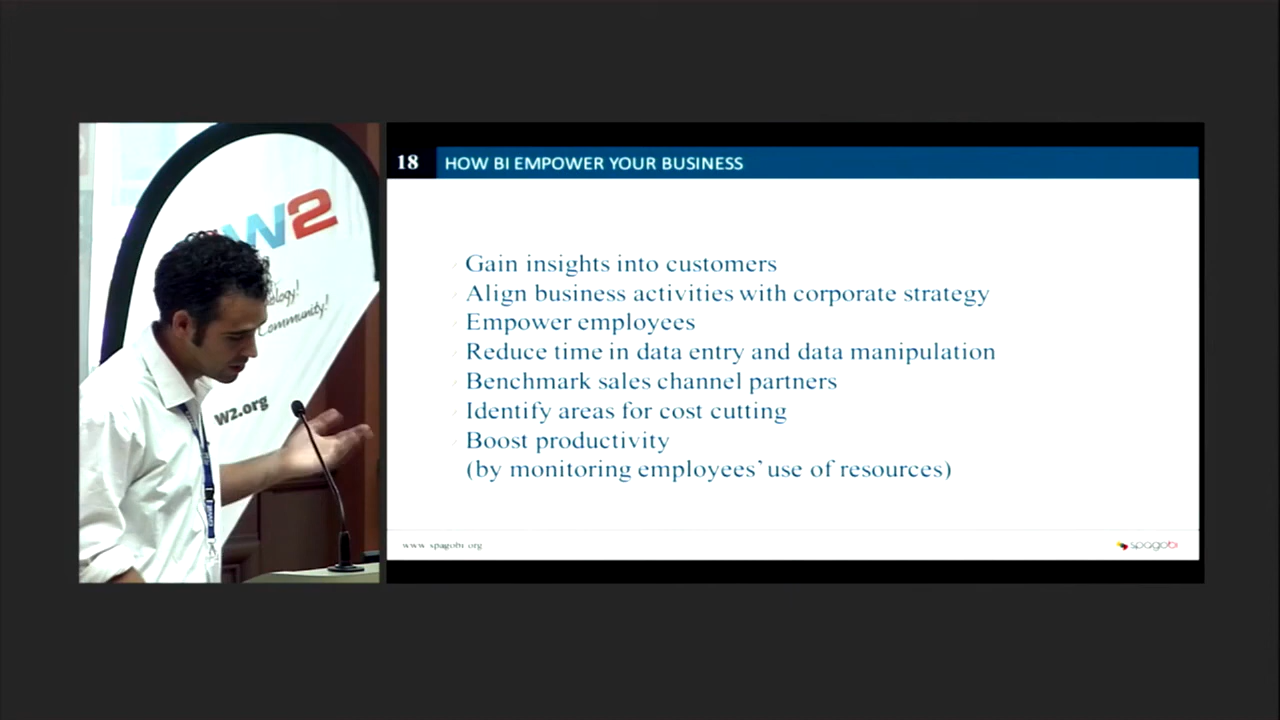 W2
ology!
Community!
w2.org
18
HOW BI EMPOWER YOUR BUSINESS
Gain insights into customers
Align business activities with corporate strategy
Empower employees
Reduce time in data entry and data manipulation
Benchmark sales channel partners
Identify areas for cost cutting
Boost productivity
(by monitoring employees’ use of resources)
www.spagobi.org
spagobi